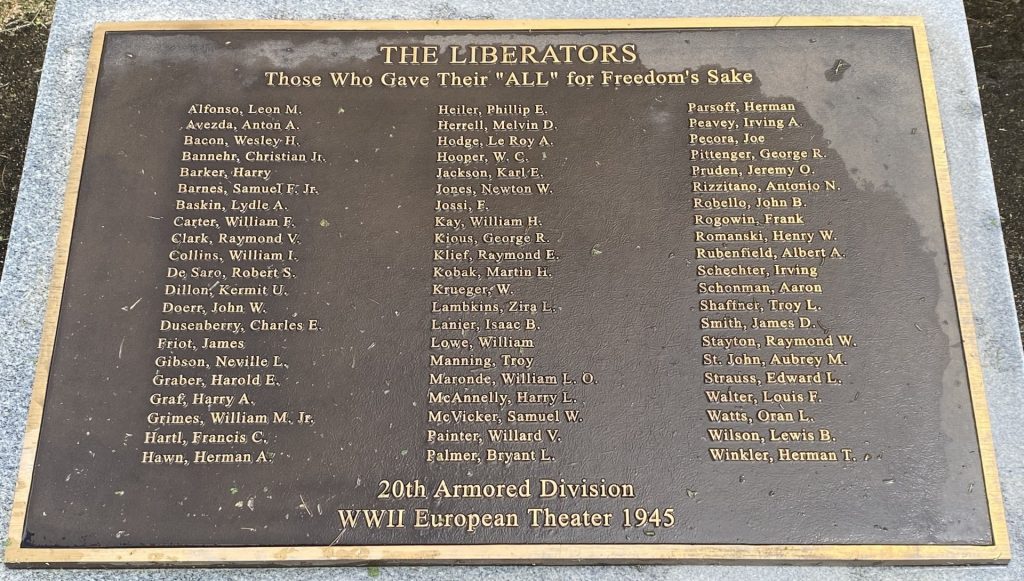 THE LIBERATORS
Those Who Gave Their "ALL" for Freedom's Sake
Alfonso, Leon M.
Avezda, Anton A.
Bacon, Wesley H.
Bannehr, Christian Jr.
Barker, Harry
Barnes, Samuel F. Jr.
Baskin, Lydle A.
Carter, William F.
Clark, Raymond V.
Collins, William I.
De Saro, Robert S.
Dillon, Kermit U.
Doerr, John W.
Dusenberry, Charles E.
Friot, James
Gibson, Neville L.
Graber, Harold E.
Graf, Harry A.
Grimes, William M. Jr.
Hartl, Francis C.
Hawn, Herman A.
Heiler, Phillip E.
Herrell, Melvin D.
Hodge, Le Roy A.
Hooper, W. C.
Jackson, Karl E.
Jones, Newton W.
Jossi, F.
Kay, William H.
Kious, George R.
Klief, Raymond E.
Kobak, Martin H.
Krueger, W.
Lambkins, Zira L.
Lanier, Isaac B.
Lowe, William
Manning, Troy
Maronde, William L. O.
McAnnelly, Harry L.
McVicker, Samuel W.
Painter, Willard V.
Palmer, Bryant L.
Parsoff, Herman
Peavey, Irving A.
Pecora, Joe
Pittenger, George R.
Pruden, Jeremy O.
Rizzitano, Antonio N.
Robello, John B.
Rogowin, Frank
Romanski, Henry W.
Rubenfield, Albert A.
Schechter, Irving
Schonman, Aaron
Shaffner, Troy L.
Smith, James D.
Stayton, Raymond W.
St. John, Aubrey M.
Strauss, Edward L.
Walter, Louis F.
Watts, Oran L.
Wilson, Lewis B.
Winkler, Herman T.
20th Armored Division
WWII European Theater 1945